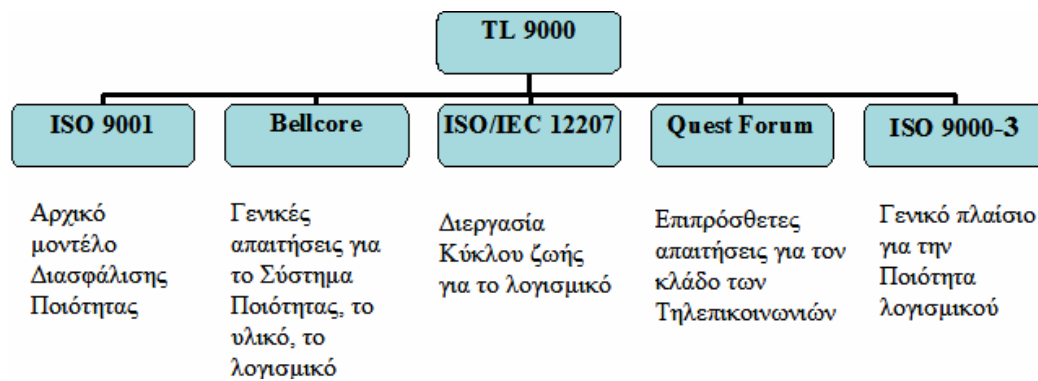 TL 9000
ISO 9001
Bellcore
ISO/IEC 12207
Quest Forum
ISO 9000-3
Αρχικό
μοντέλο
Διασφάλισης
Ποιότητας
Γενικές
απαιτήσεις για
το Σύστημα
Ποιότητας, το
υλικό, το
λογισμικό
Διεργασία
Κύκλου ζωής
για το λογισμικό
Επιπρόσθετες
απαιτήσεις για τον
κλάδο των
Τηλεπικοινωνιών
Γενικό πλαίσιο
για την
Ποιότητα
λογισμικού